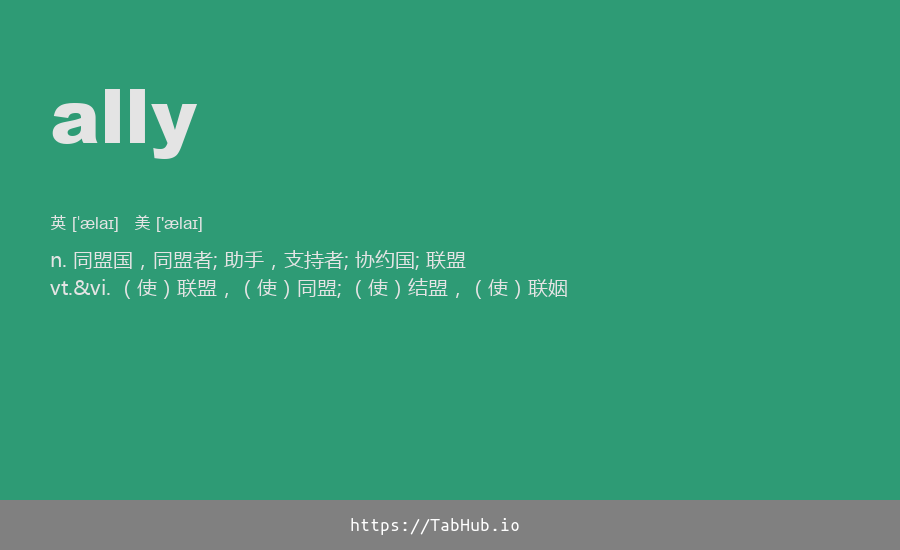 ally
英 [ˈælaɪ] 美 ['ælaɪ]
n. 同盟国，同盟者; 助手，支持者; 协约国; 联盟
vt.&vi. （使）联盟，（使）同盟; （使）结盟，（使）联姻
https://TabHub.io